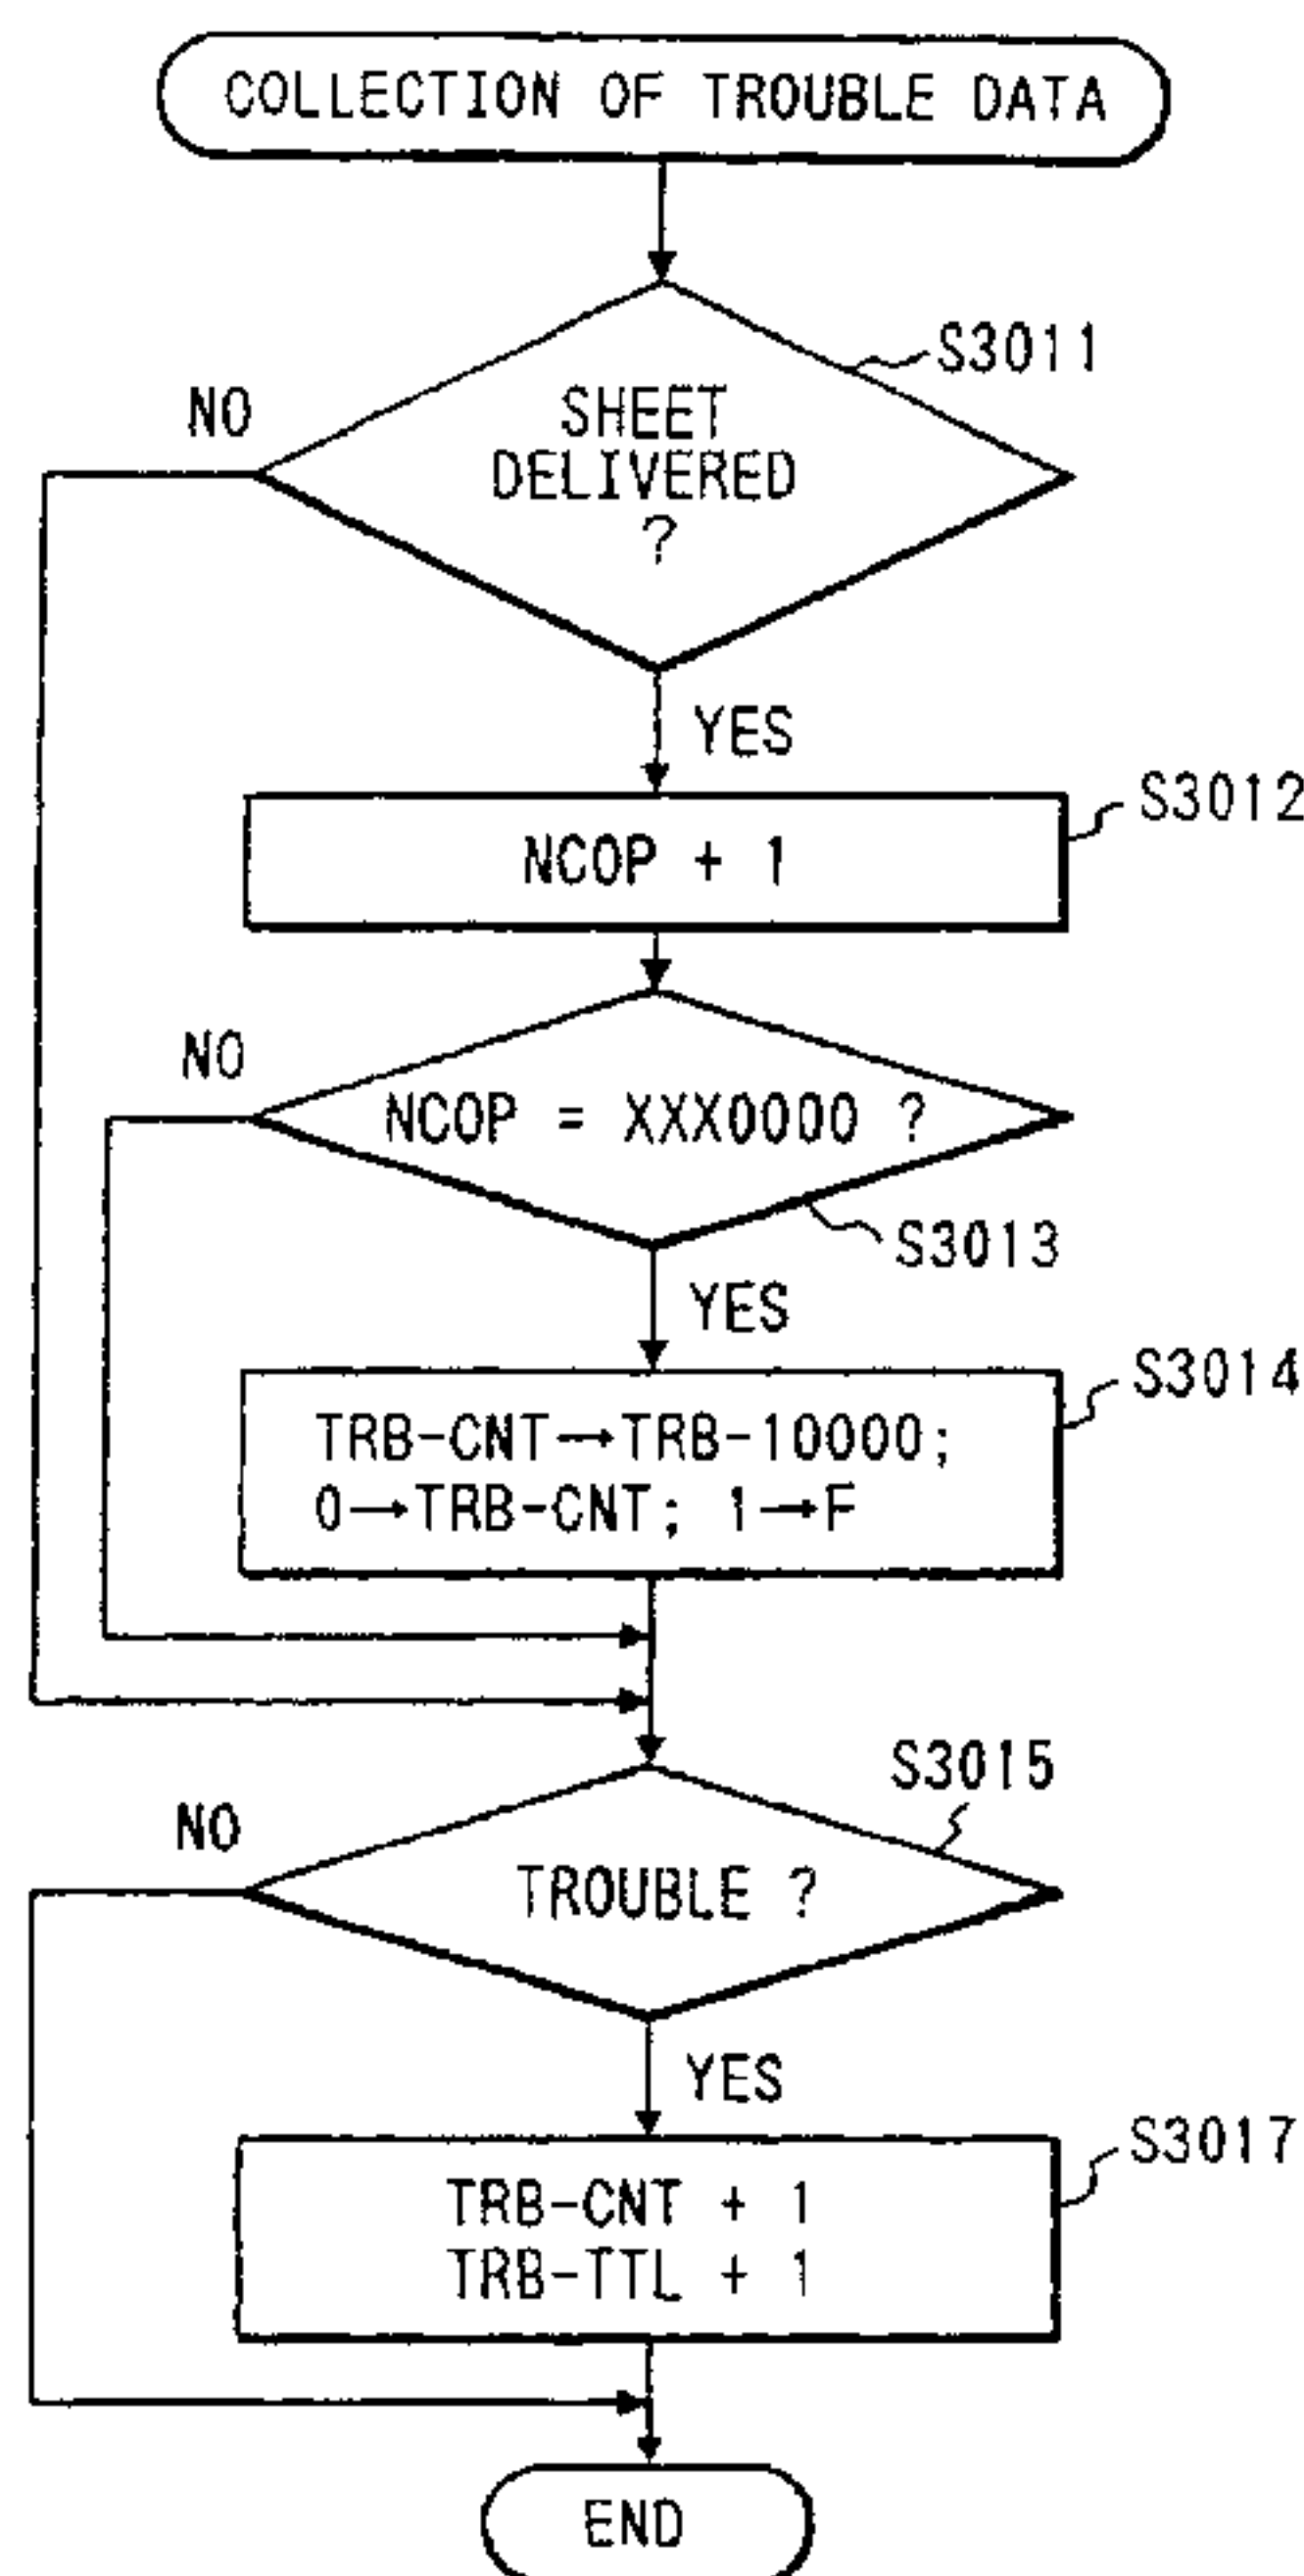 COLLECTION OF TROUBLE DATA
S3011
NO
SHEET
DELIVERED
?
YES
S3012
NCOP + 1
NO
NCOP = XXX0000 ?
S3013
YES
S3014
TRB-CNT→TRB-10000;
0→TRB-CNT; 1→F
S3015
NO
TROUBLE ?
YES
S3017
TRB-CNT + 1
TRB-TTL + 1
END